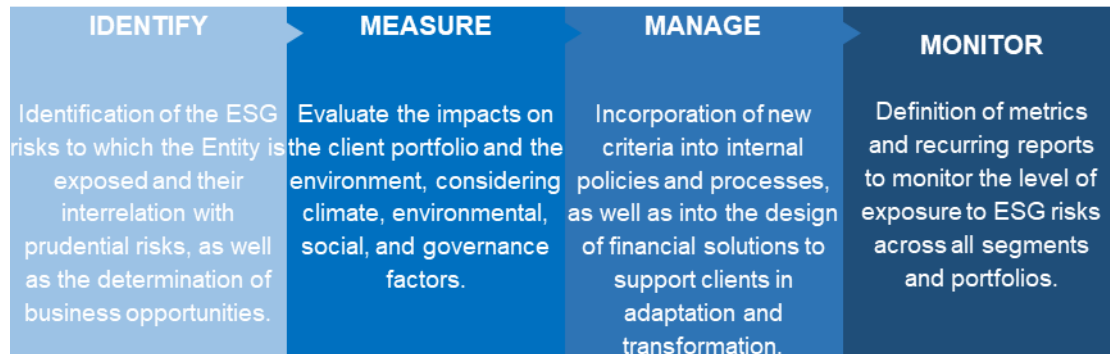 IDENTIFY
Identification of the ESG
risks to which the Entity is
exposed and their
interrelation with
prudential risks, as well
as the determination of
business opportunities.
MEASURE
Evaluate the impacts on
the client portfolio and the
environment, considering
climate, environmental,
social, and governance
factors.
MANAGE
Incorporation of new
criteria into internal
policies and processes,
as well as into the design
of financial solutions to
support clients in
adaptation and
transformation.
MONITOR
Definition of metrics
and recurring reports
to monitor the level of
exposure to ESG risks
across all segments
and portfolios.